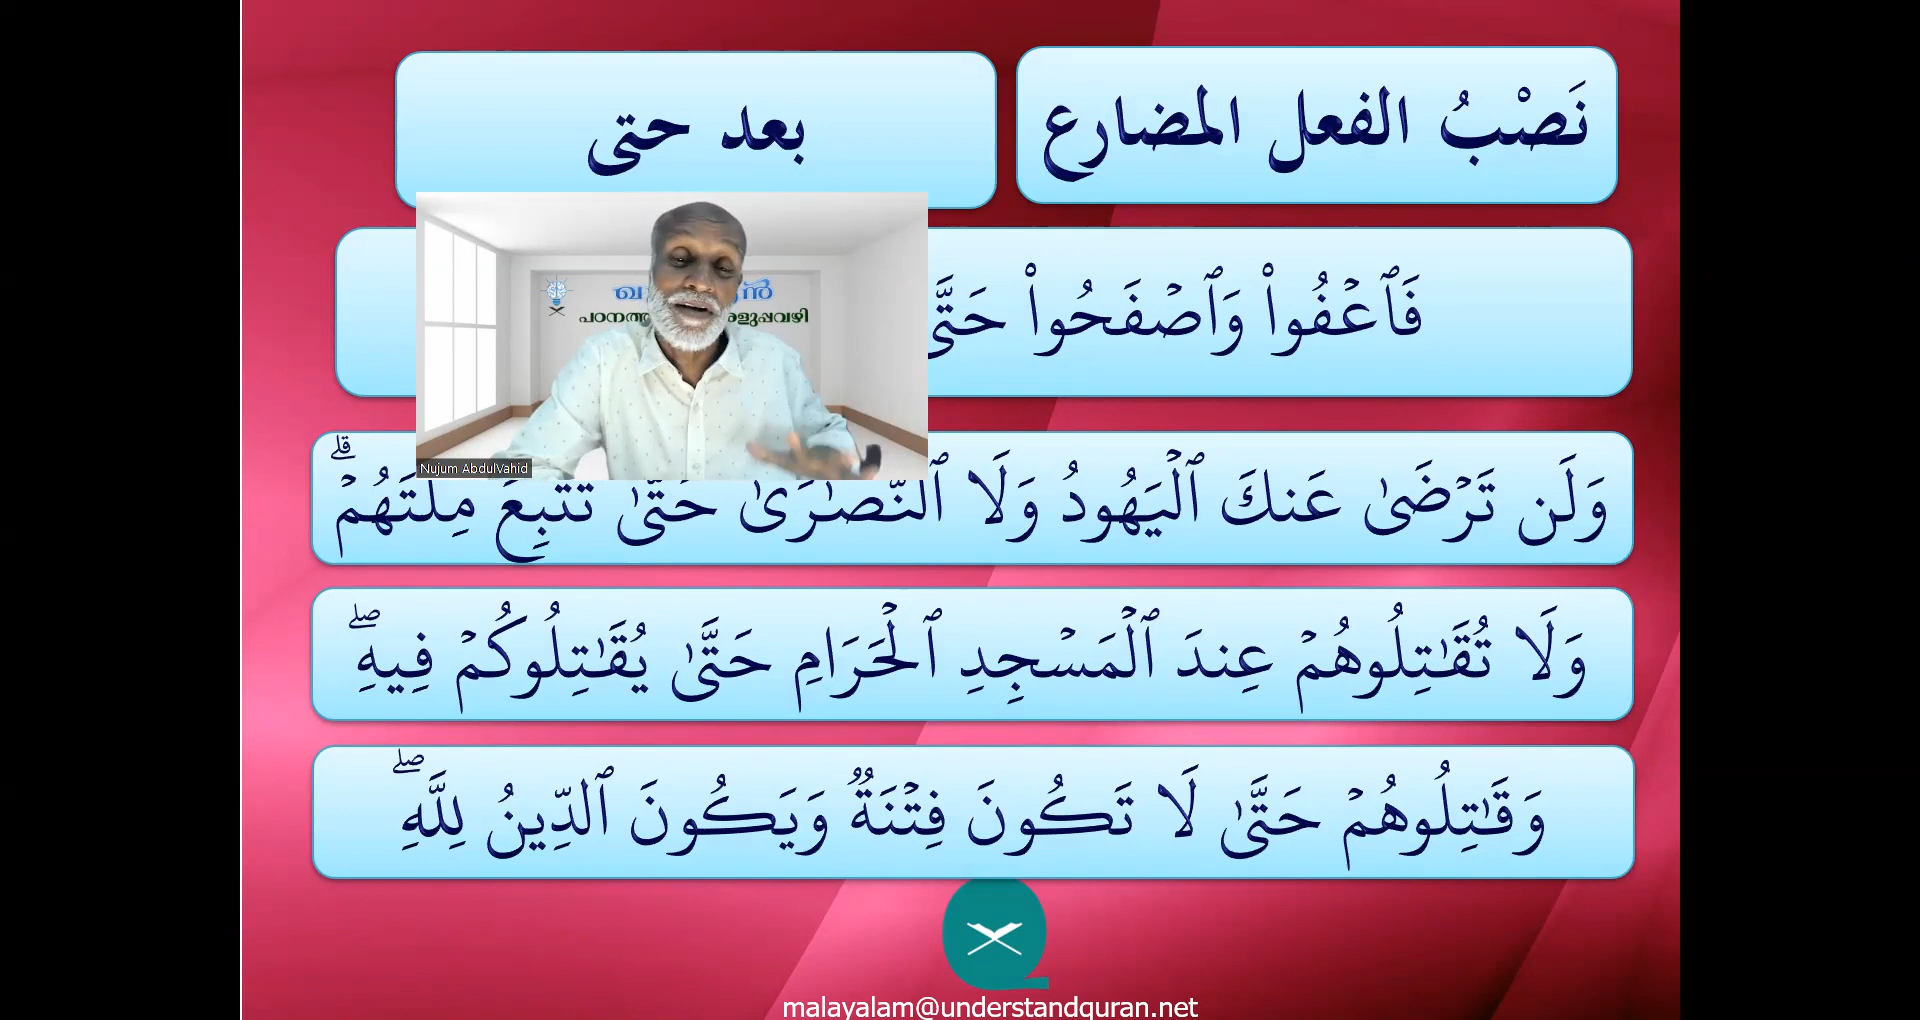 نَصْبُ الفعل المضارع
بعد حتى
فَٱعۡفُواْ وَٱصۡفَحُواْ حَتَّىٰ
وَلَن تَرۡضَىٰ عَنكَ ٱلۡيَهُودُ وَلَا ٱلنَّصَٰرَىٰ حَتَّىٰ تَتَّبِعَ مِلَّتَهُمۡۗ
وَلَا تُقَٰتِلُوهُمۡ عِندَ ٱلۡمَسۡجِدِ ٱلۡحَرَامِ حَتَّىٰ يُقَٰتِلُوكُمۡ فِيهِۖ
وَقَٰتِلُوهُمۡ حَتَّىٰ لَا تَكُونَ فِتۡنَةٞ وَيَكُونَ ٱلدِّينُ لِلَّهِۖ
Nujum AbdulVahid
malayalam@understandquran.net